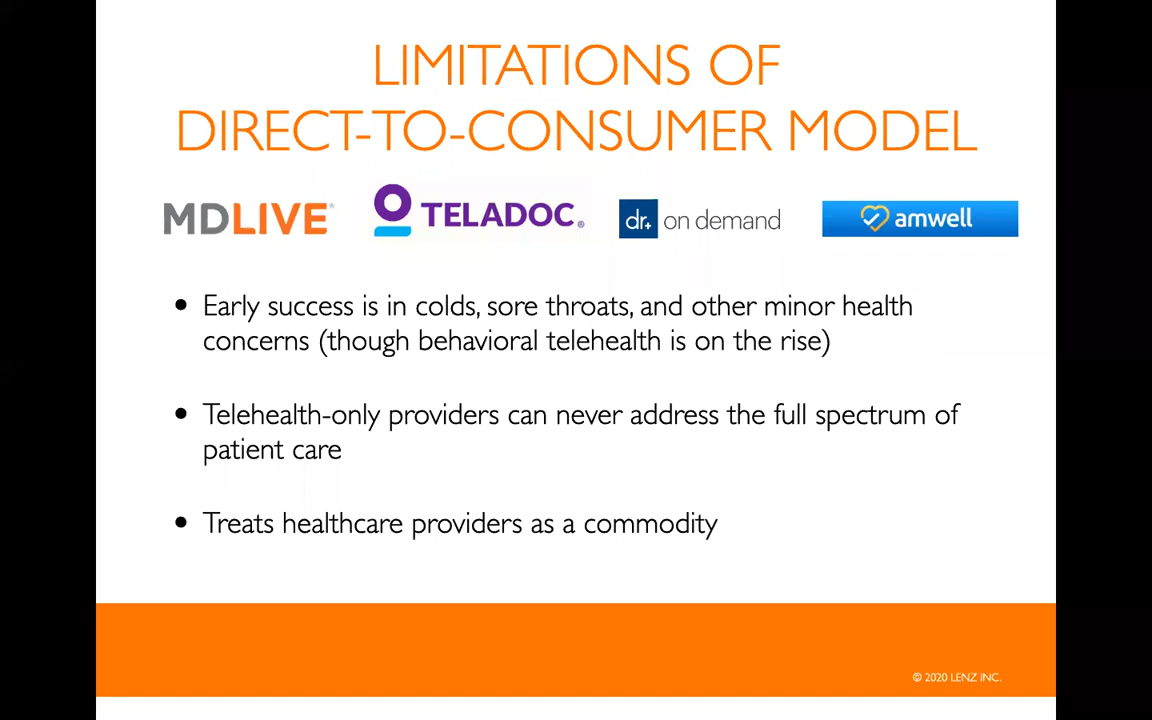 LIMITATIONS OF
DIRECT-TO-CONSUMER MODEL
MDLIVE® TELADOC® dr+ on demand amwell
• Early success is in colds, sore throats, and other minor health
concerns (though behavioral telehealth is on the rise)
• Telehealth-only providers can never address the full spectrum of
patient care
• Treats healthcare providers as a commodity
© 2020 LENZ INC.